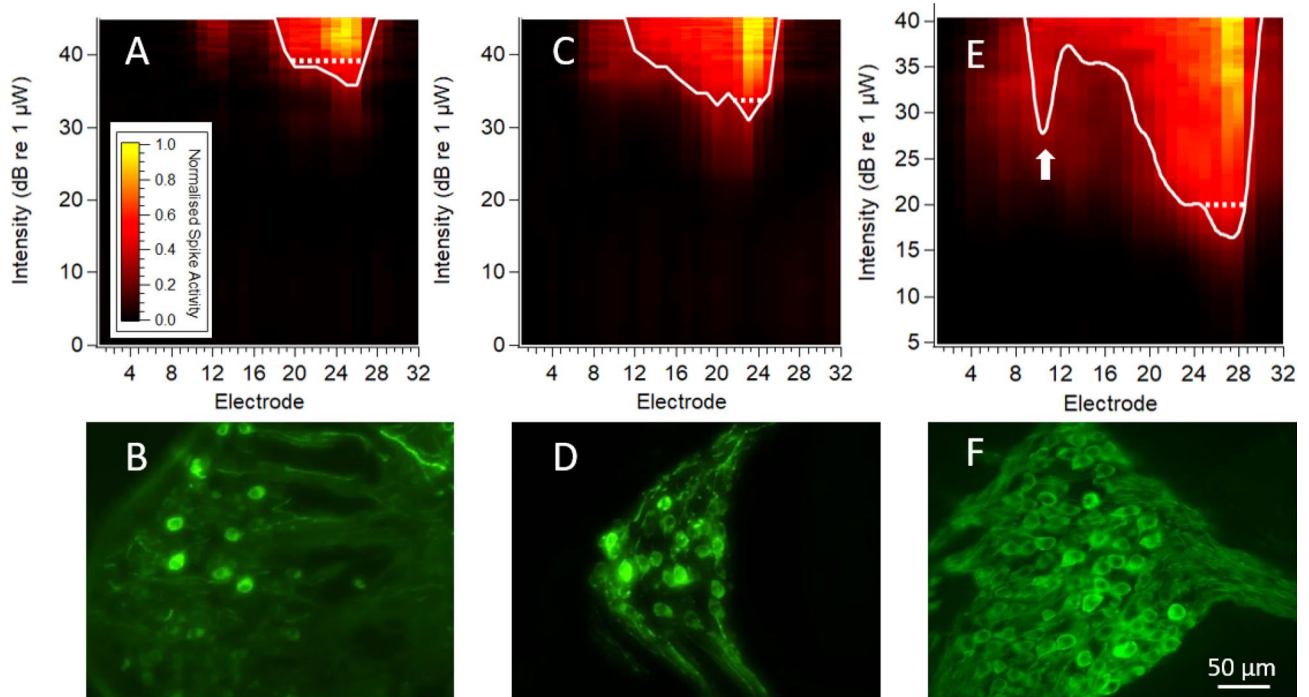 A
C
E
40
30
20
10
0
Intensity (dB re 1 µW)
1.0
0.8
0.6
0.4
0.2
0.0
Normalised Spike Activity
4 8 12 16 20 24 28 32
Electrode
40
30
20
10
0
Intensity (dB re 1 µW)
4 8 12 16 20 24 28 32
Electrode
40
35
30
25
20
15
10
5
Intensity (dB re 1 µW)
4 8 12 16 20 24 28 32
Electrode
B
D
F
50 µm